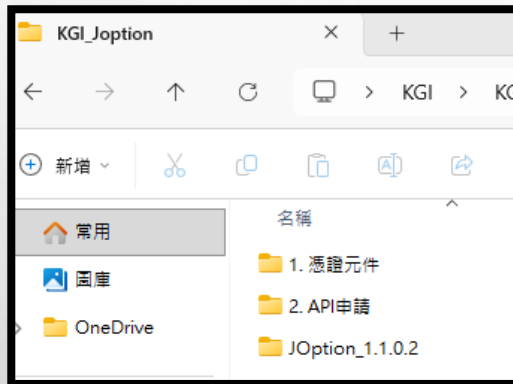 KGI_Joption
KGI > KG
新增
名稱
常用
圖庫
OneDrive
1. 憑證元件
2. API申請
JOption_1.1.0.2